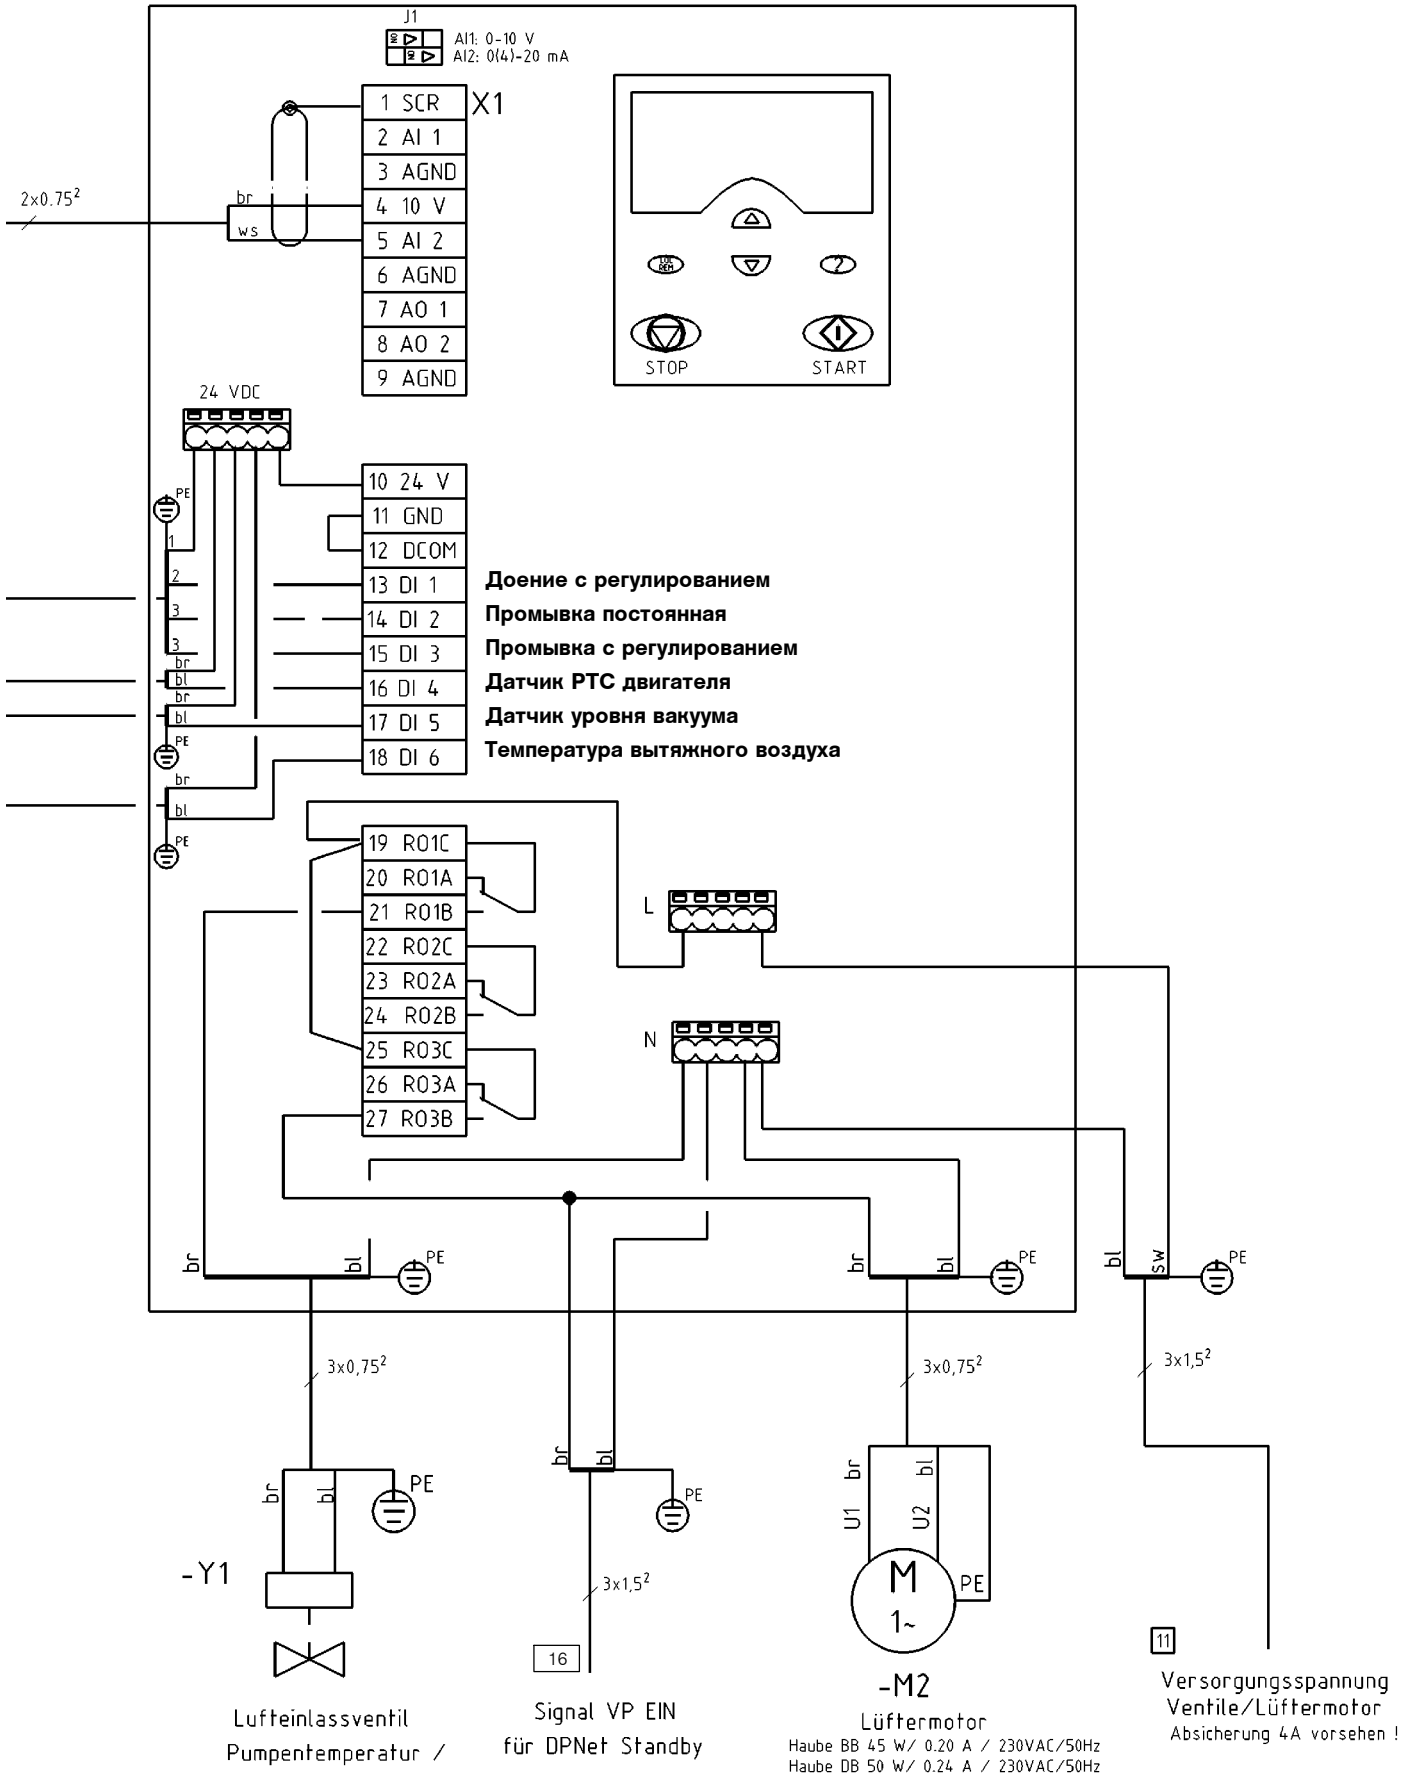 J1
AI1: 0-10 V
AI2: 0(4)-20 mA
X1
1 SCR
2 AI 1
3 AGND
4 10 V
5 AI 2
6 AGND
7 AO 1
8 AO 2
9 AGND
2x0.75²
br
ws
REM
?
STOP
START
24 VDC
10 24 V
11 GND
12 DCOM
13 DI 1 Доение с регулированием
14 DI 2 Промывка постоянная
15 DI 3 Промывка с регулированием
16 DI 4 Датчик РТС двигателя
17 DI 5 Датчик уровня вакуума
18 DI 6 Температура вытяжного воздуха
PE
1
2
3
3
br
bl
br
bl
PE
br
bl
PE
19 RO1C
20 RO1A
21 RO1B
22 RO2C
23 RO2A
24 RO2B
25 RO3C
26 RO3A
27 RO3B
L
N
br
bl
PE
br
bl
PE
bl
sw
PE
3x0,75²
3x0,75²
3x1,5²
br
bl
PE
br
bl
PE
br
bl
U1
U2
-Y1
3x1,5²
M
1~
PE
16
11
-M2
Lufteinlassventil
Pumpentemperatur /
Signal VP EIN
für DPNet Standby
Lüftermotor
Haube BB 45 W/ 0.20 A / 230VAC/50Hz
Haube DB 50 W/ 0.24 A / 230VAC/50Hz
Versorgungsspannung
Ventile/Lüftermotor
Absicherung 4A vorsehen !